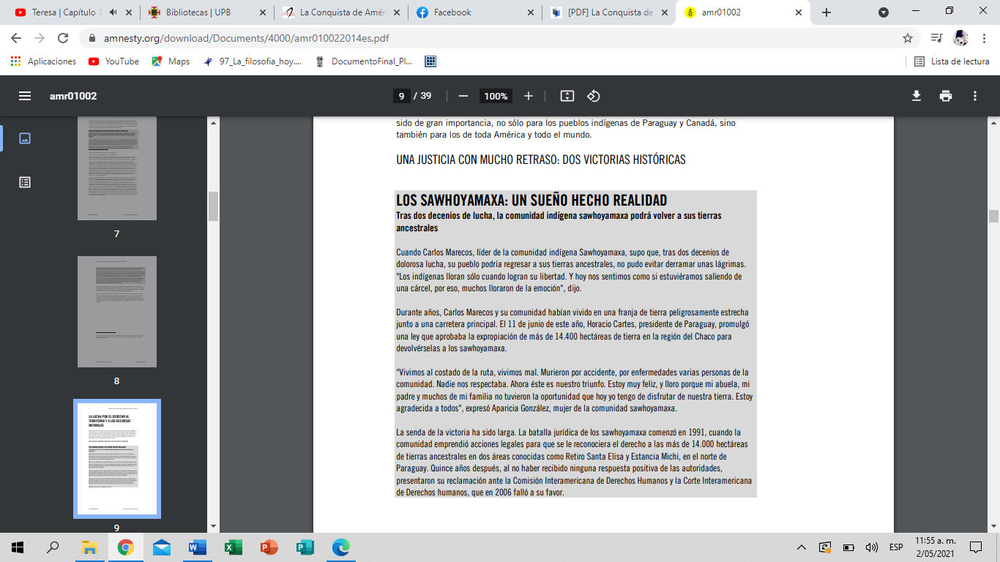 Teresa | Capítulo 1
Bibliotecas | UPB
La Conquista de Amér
Facebook
[PDF] La Conquista de
amr01002
amnesty.org/download/Documents/4000/amr010022014es.pdf
Aplicaciones
YouTube
Maps
97_La_filosofia_hoy....
DocumentoFinal_Pl...
Lista de lectura
amr01002
9 / 39
100%
7
8
LA LUCHA POR EL DERECHO AL
TERRITORIO Y A LOS RECURSOS
NATURALES
9
sido de gran importancia, no sólo para los pueblos indígenas de Paraguay y Canadá, sino
también para los de toda América y todo el mundo.
UNA JUSTICIA CON MUCHO RETRASO: DOS VICTORIAS HISTÓRICAS
LOS SAWHOYAMAXA: UN SUEÑO HECHO REALIDAD
Tras dos decenios de lucha, la comunidad indígena sawhoyamaxa podrá volver a sus tierras
ancestrales
Cuando Carlos Marecos, líder de la comunidad indígena Sawhoyamaxa, supo que, tras dos decenios de
dolorosa lucha, su pueblo podría regresar a sus tierras ancestrales, no pudo evitar derramar unas lágrimas.
"Los indígenas lloran sólo cuando logran su libertad. Y hoy nos sentimos como si estuviéramos saliendo de
una cárcel, por eso, muchos lloraron de la emoción", dijo.
Durante años, Carlos Marecos y su comunidad habían vivido en una franja de tierra peligrosamente estrecha
junto a una carretera principal. El 11 de junio de este año, Horacio Cartes, presidente de Paraguay, promulgó
una ley que aprobaba la expropiación de más de 14.400 hectáreas de tierra en la región del Chaco para
devolvérselas a los sawhoyamaxa.
"Vivimos al costado de la ruta, vivimos mal. Murieron por accidente, por enfermedades varias personas de la
comunidad. Nadie nos respectaba. Ahora éste es nuestro triunfo. Estoy muy feliz, y lloro porque mi abuela, mi
padre y muchos de mi familia no tuvieron la oportunidad que hoy yo tengo de disfrutar de nuestra tierra. Estoy
agradecida a todos", expresó Aparicia González, mujer de la comunidad sawhoyamaxa.
La senda de la victoria ha sido larga. La batalla jurídica de los sawhoyamaxa comenzó en 1991, cuando la
comunidad emprendió acciones legales para que se le reconociera el derecho a las más de 14.000 hectáreas
de tierras ancestrales en dos áreas conocidas como Retiro Santa Elisa y Estancia Michi, en el norte de
Paraguay. Quince años después, al no haber recibido ninguna respuesta positiva de las autoridades,
presentaron su reclamación ante la Comisión Interamericana de Derechos Humanos y la Corte Interamericana
de Derechos humanos, que en 2006 falló a su favor.
ESP
11:55 a. m.
2/05/2021